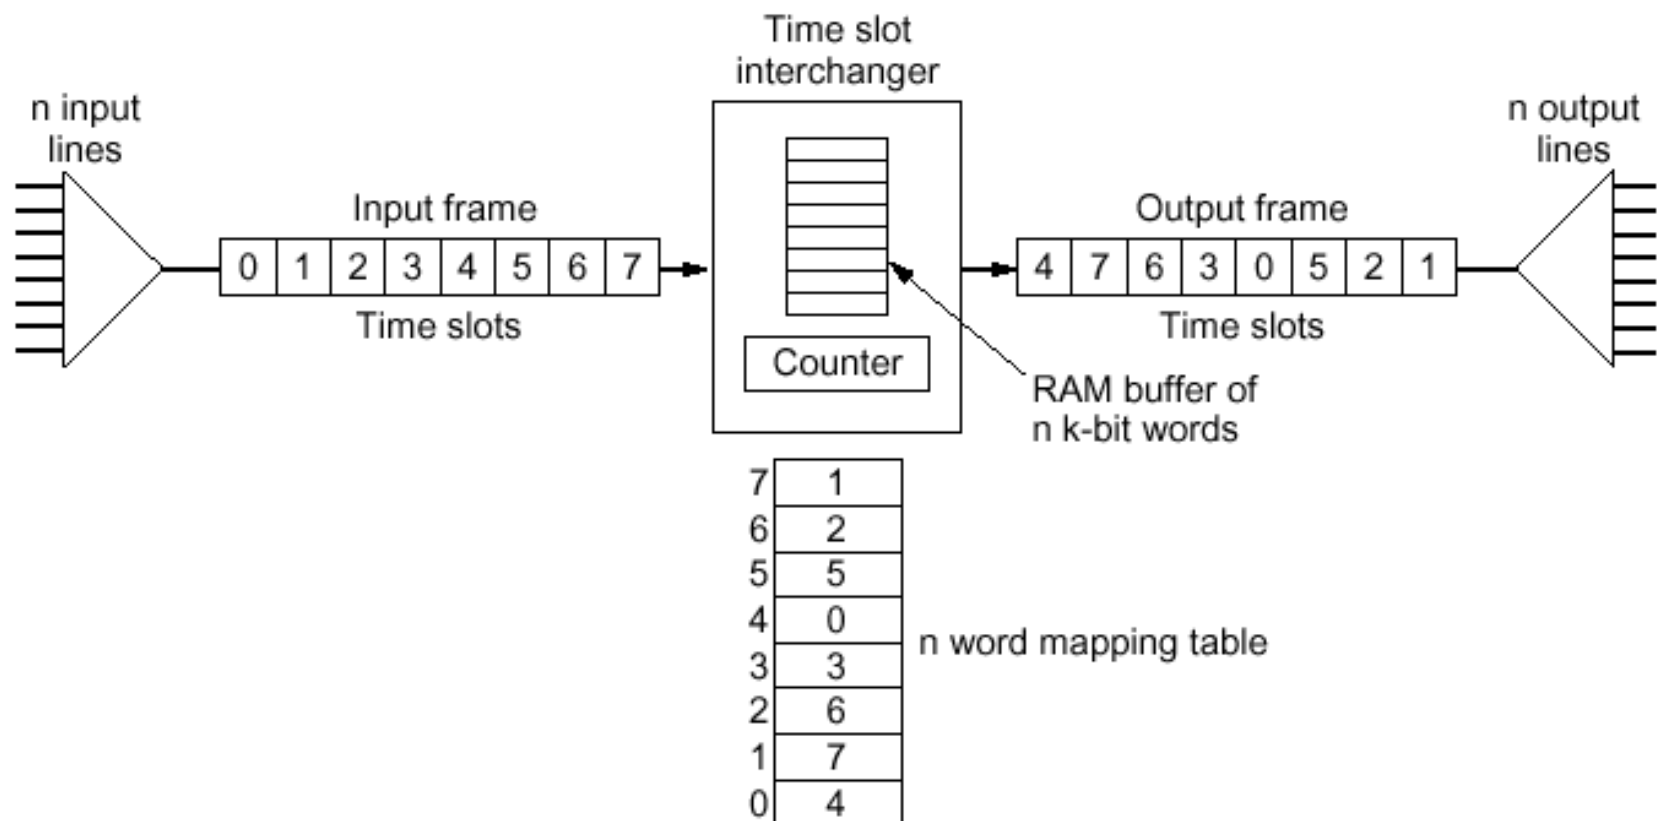 Time slot
interchanger
n input
lines
n output
lines
Input frame
0 1 2 3 4 5 6 7
Time slots
Output frame
4 7 6 3 0 5 2 1
Time slots
Counter
RAM buffer of
n k-bit words
7 1
6 2
5 5
4 0
3 3
2 6
1 7
0 4
n word mapping table